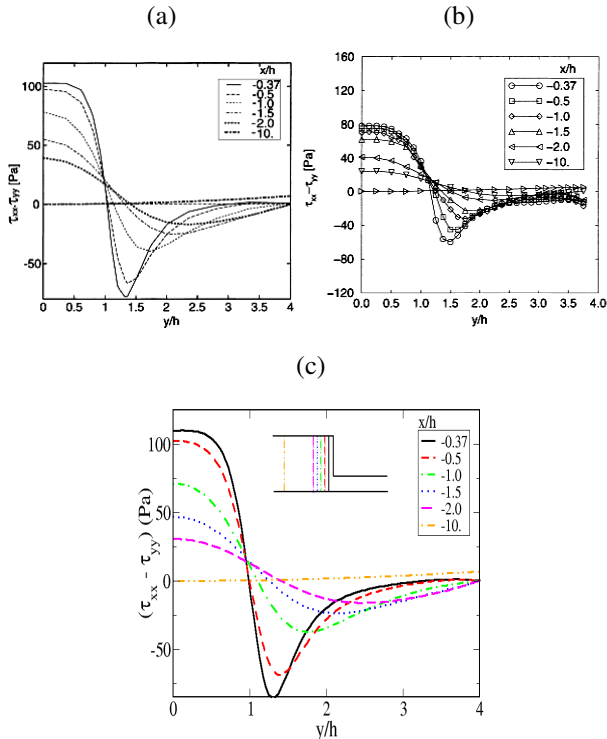 (a)
(b)
x/h
-0.37
-0.5
-1.0
-1.5
-2.0
-10.
100
50
0
-50
τxx-τyy [Pa]
0 0.5 1 1.5 2 2.5 3 3.5 4
y/h
x/h
-0.37
-0.5
-1.0
-1.5
-2.0
-10.
160
120
80
40
0
-40
-80
-120
τxx-τyy [Pa]
0.0 0.5 1.0 1.5 2.0 2.5 3.0 3.5 4.0
y/h
(c)
x/h
-0.37
-0.5
-1.0
-1.5
-2.0
-10.
100
50
0
-50
(τxx - τyy) (Pa)
0 1 2 3 4
y/h